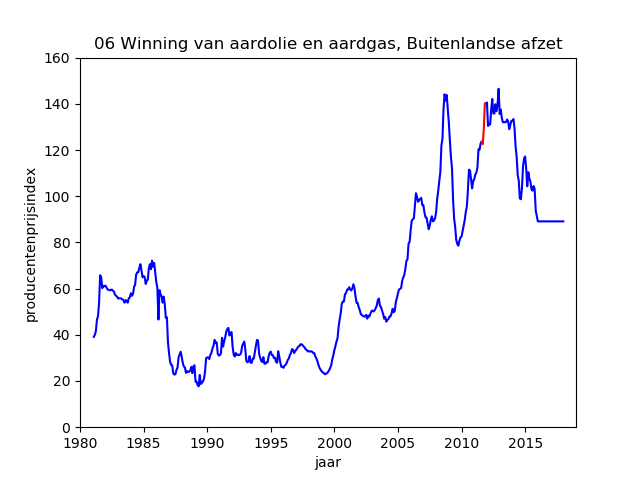 06 Winning van aardolie en aardgas, Buitenlandse afzet
160
140
120
100
80
60
40
20
0
producentenprijsindex
1980 1985 1990 1995 2000 2005 2010 2015
jaar